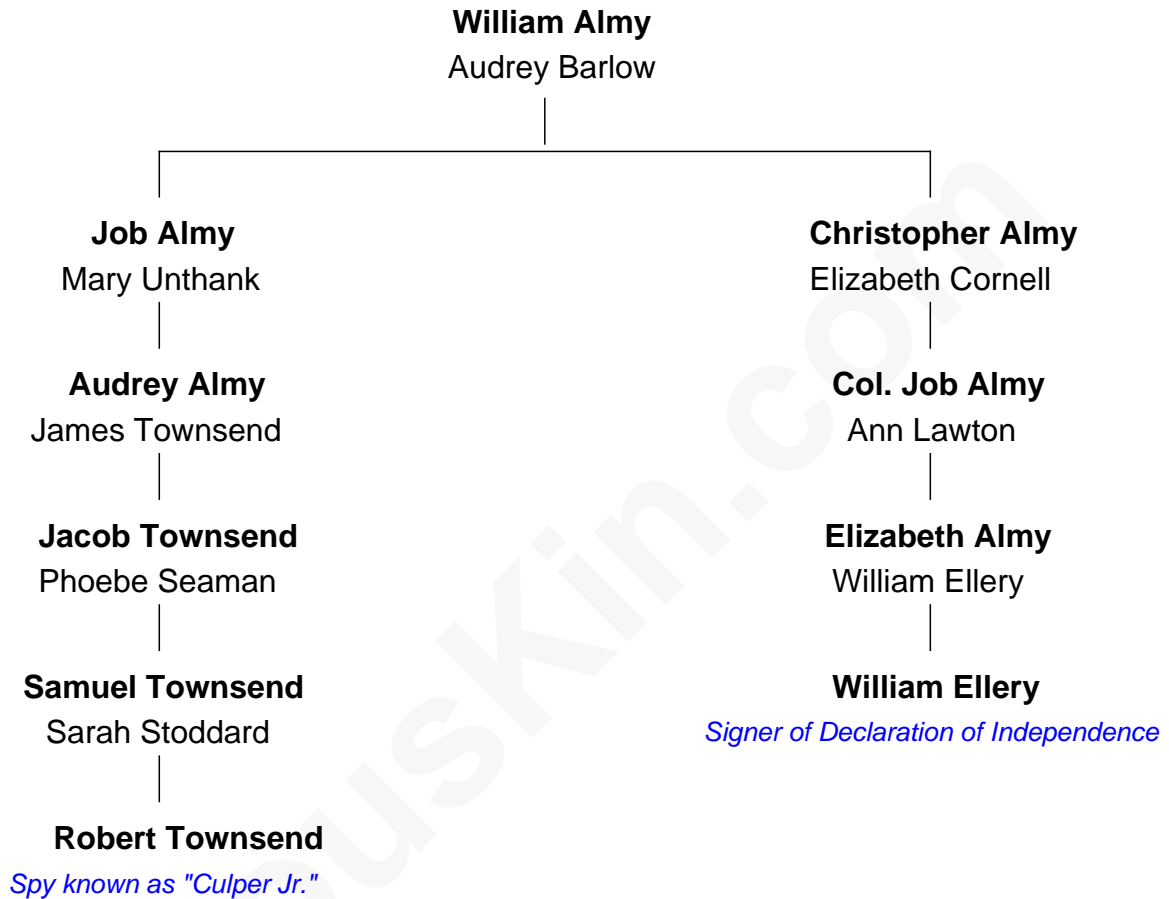 William Almy
Audrey Barlow
Job Almy
Mary Unthank
Christopher Almy
Elizabeth Cornell
Audrey Almy
James Townsend
Col. Job Almy
Ann Lawton
Jacob Townsend
Phoebe Seaman
Elizabeth Almy
William Ellery
Samuel Townsend
Sarah Stoddard
William Ellery
Signer of Declaration of Independence
Robert Townsend
Spy known as "Culper Jr."
ousKin.com